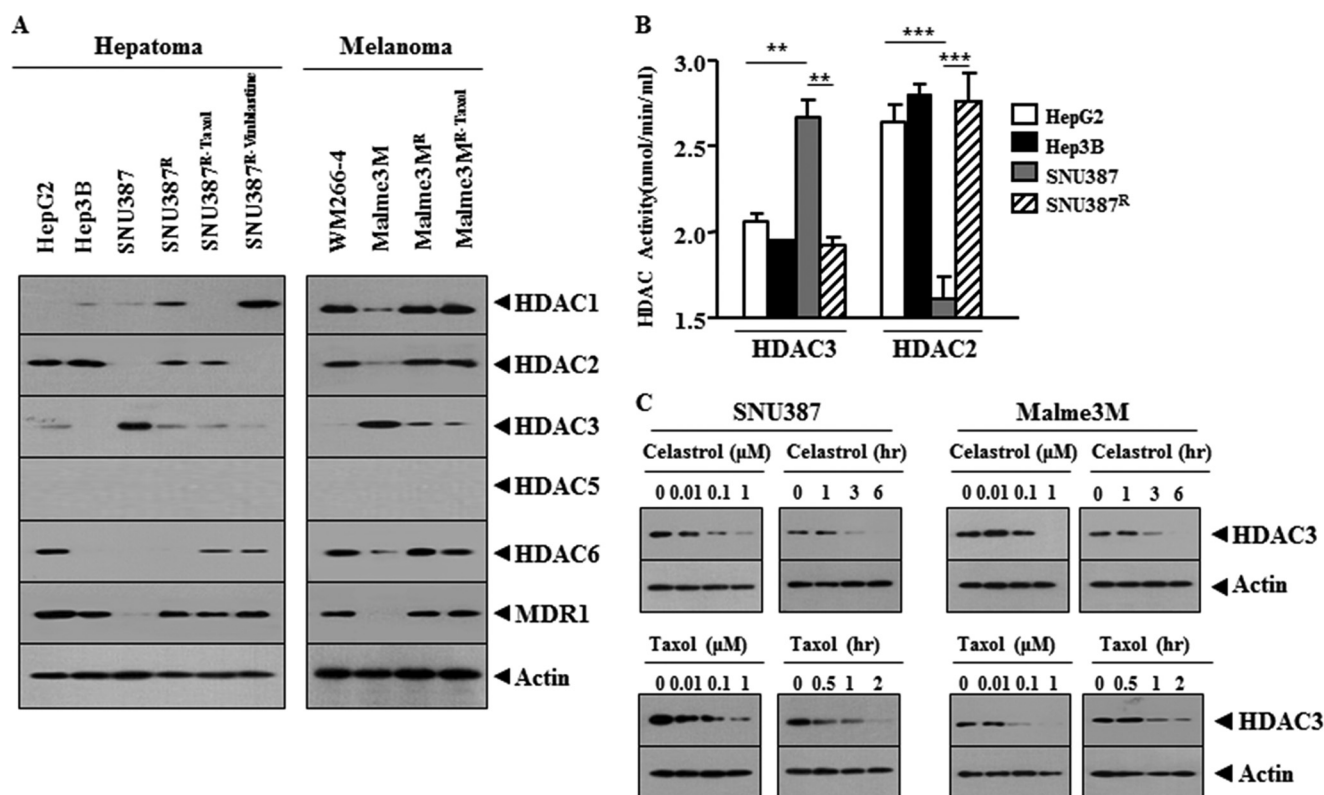 A
Hepatoma
Melanoma
HepG2
Hep3B
SNU387
SNU387R
SNU387R-Taxol
SNU387R-Vinblastine
WM266-4
Malme3M
Malme3MR
Malme3MR-Taxol
HDAC1
HDAC2
HDAC3
HDAC5
HDAC6
MDR1
Actin
B
** *** ** ***
HDAC Activity(nmol/min/ml)
3.0
2.5
2.0
1.5
HDAC3 HDAC2
HepG2
Hep3B
SNU387
SNU387R
C
SNU387 Malme3M
Celastrol (μM) Celastrol (hr) Celastrol (μM) Celastrol (hr)
0 0.01 0.1 1 0 1 3 6 0 0.01 0.1 1 0 1 3 6
HDAC3
Actin
Taxol (μM) Taxol (hr) Taxol (μM) Taxol (hr)
0 0.01 0.1 1 0 0.5 1 2 0 0.01 0.1 1 0 0.5 1 2
HDAC3
Actin